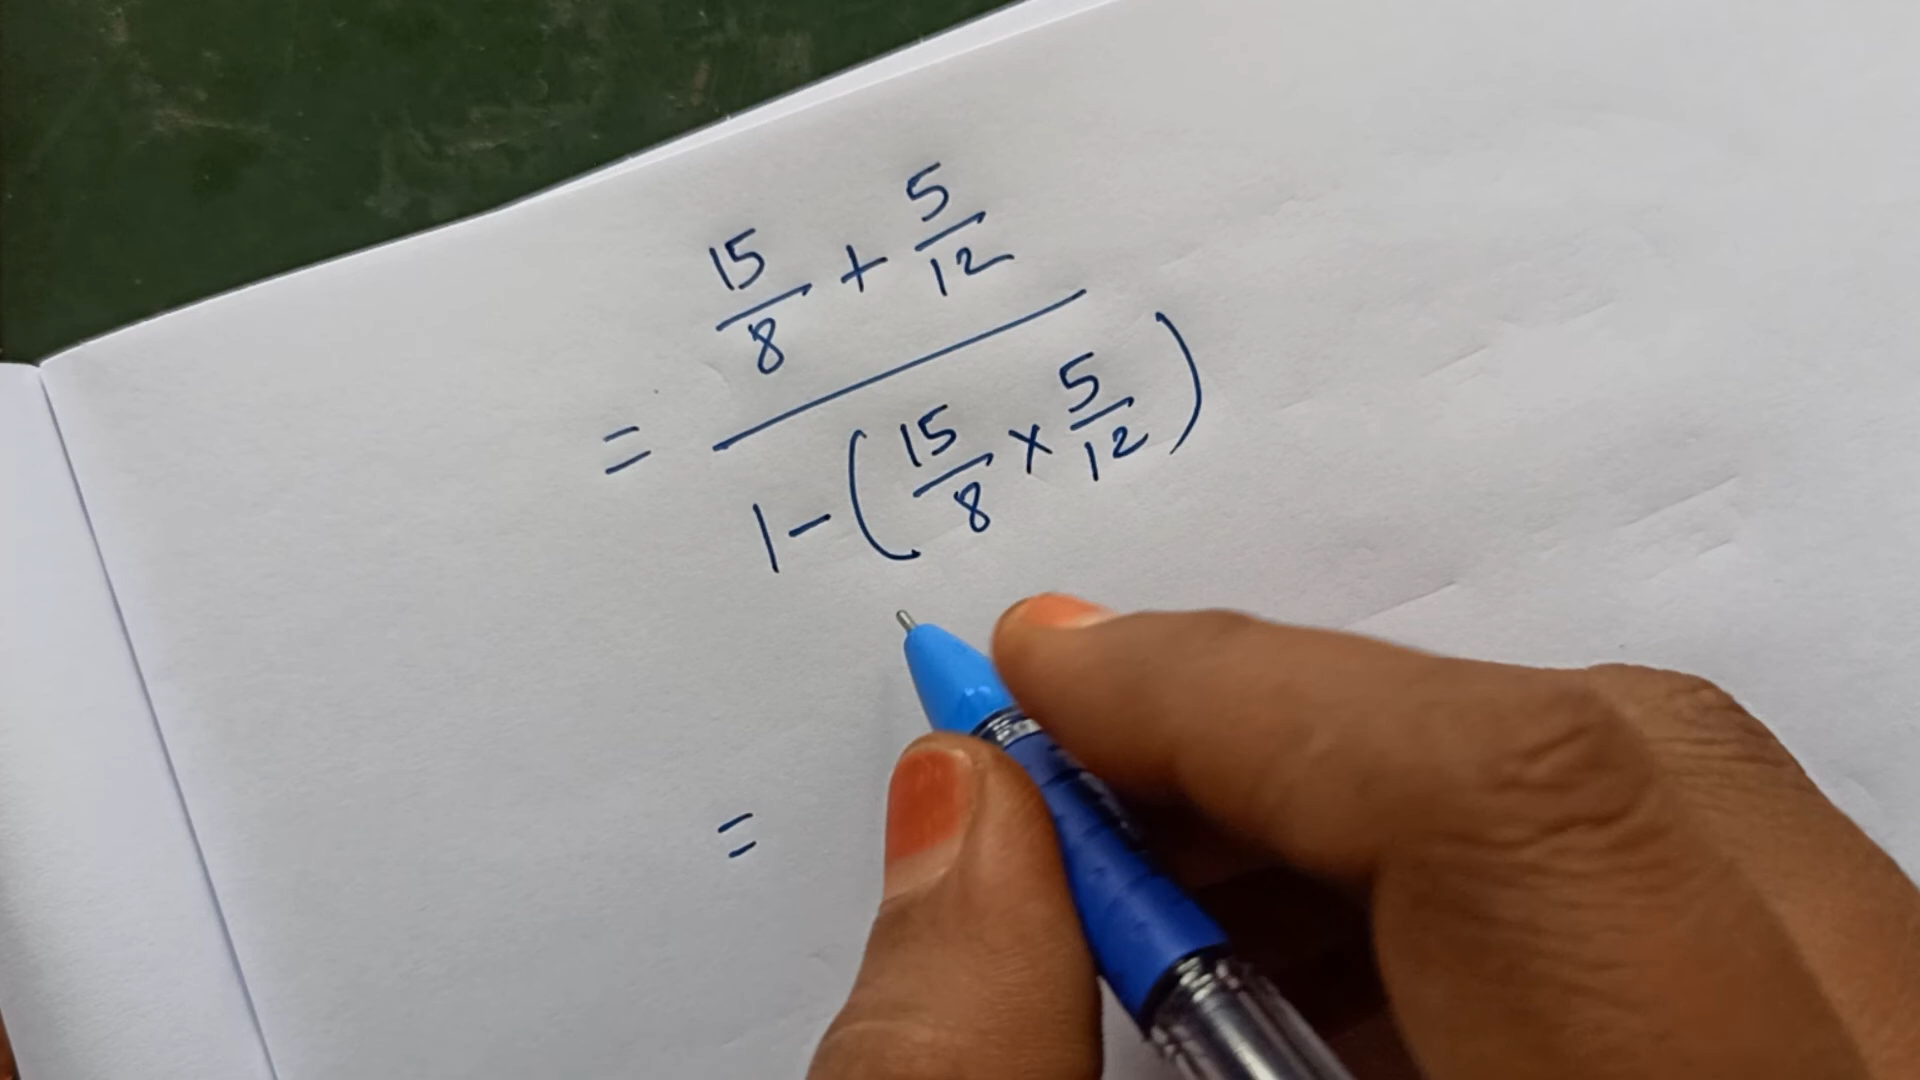 = (15/8 + 5/12) / (1 - (15/8 × 5/12))
=